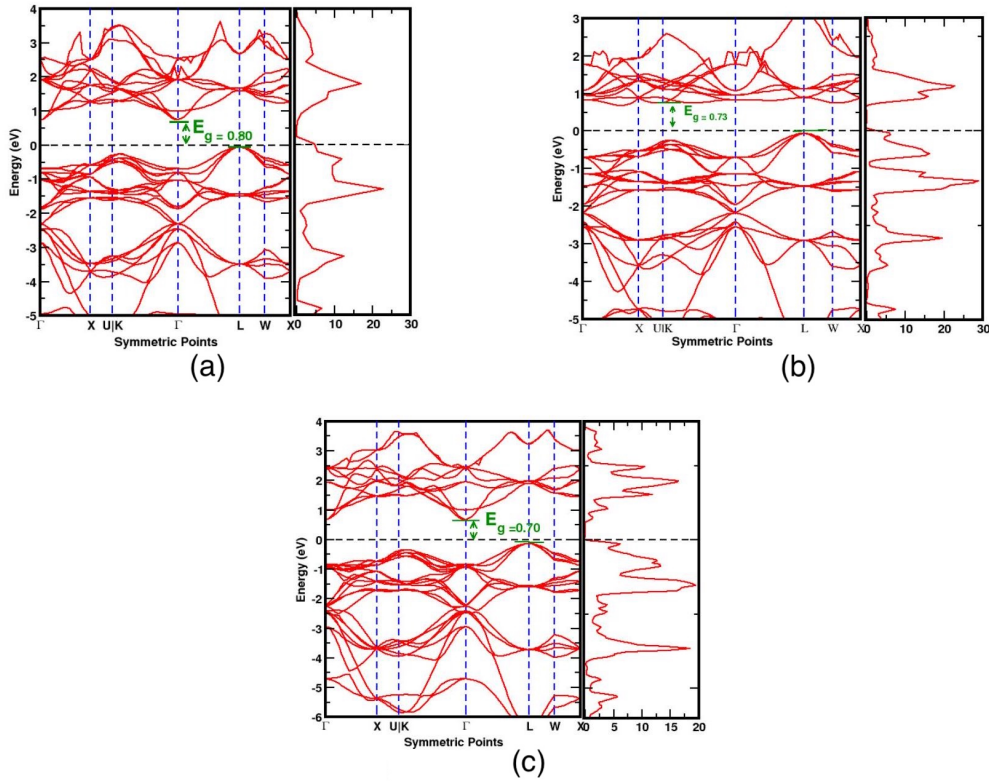 4
3
2
1
0
-1
-2
-3
-4
-5
Energy (eV)
E g = 0.80
Γ X U|K Γ L W X
0 10 20 30
Symmetric Points
(a)
3
2
1
0
-1
-2
-3
-4
-5
Energy (eV)
E g = 0.73
Γ X U|K Γ L W X
0 10 20 30
Symmetric Points
(b)
4
3
2
1
0
-1
-2
-3
-4
-5
-6
Energy (eV)
E g =0.70
Γ X U|K Γ L W X
0 5 10 15 20
Symmetric Points
(c)